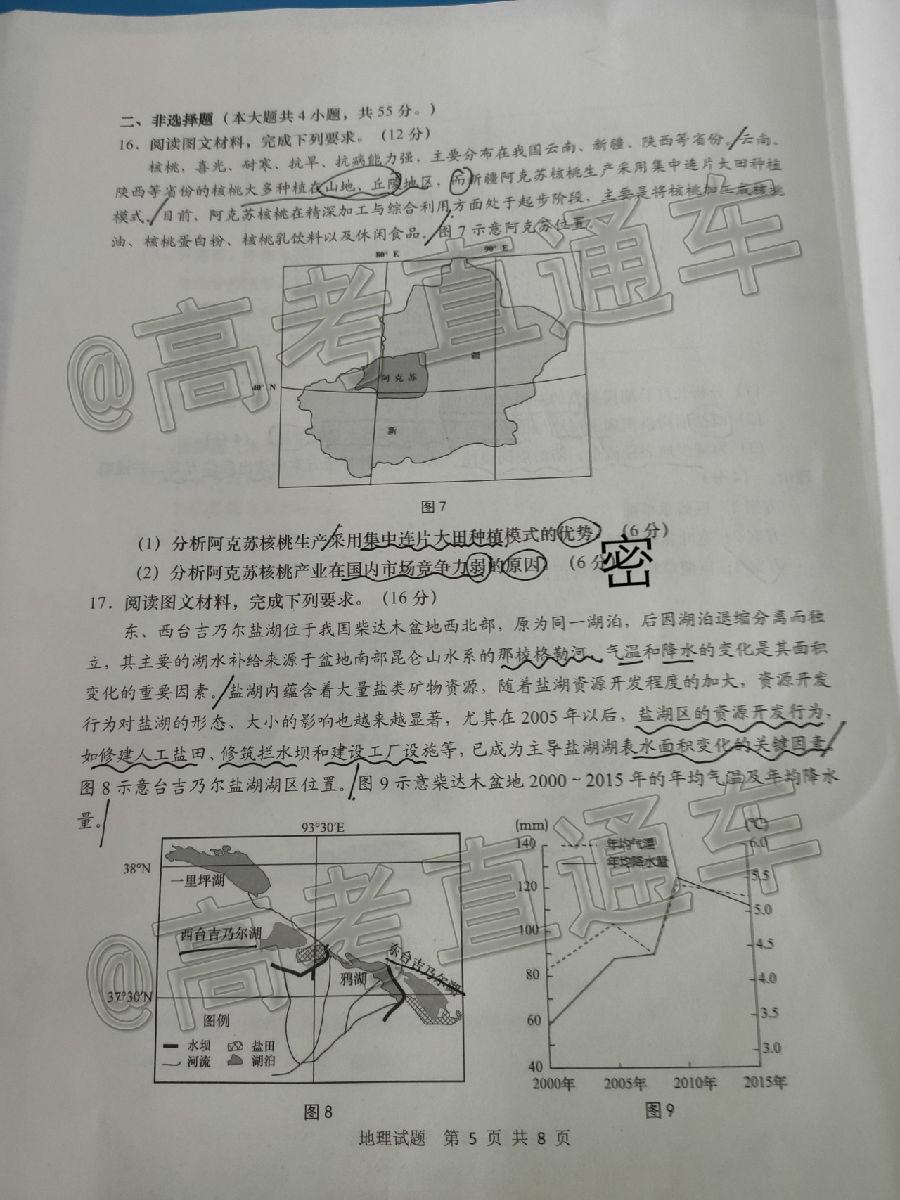 二、非选择题（本大题共4小题，共55分。）
16．阅读图文材料，完成下列要求。（12分）
核桃，喜光、耐寒、抗旱、抗病能力强，主要分布在我国云南、新疆、陕西等省份。云南、
陕西等省份的核桃大多种植在山地、丘陵地区，而新疆阿克苏核桃生产采用集中连片大田种植
模式。目前，阿克苏核桃在精深加工与综合利用方面处于起步阶段，主要是将核桃加工成核桃
油、核桃蛋白粉、核桃乳饮料以及休闲食品。图7示意阿克苏位置。
80° E
90° E
40° N
阿克苏
疆
新
图7
（1）分析阿克苏核桃生产采用集中连片大田种植模式的优势。（6分）
（2）分析阿克苏核桃产业在国内市场竞争力弱的原因。（6分）
密
17．阅读图文材料，完成下列要求。（16分）
东、西台吉乃尔盐湖位于我国柴达木盆地西北部，原为同一湖泊，后因湖泊退缩分离而独
立，其主要的湖水补给来源于盆地南部昆仑山水系的那棱格勒河，气温和降水的变化是其面积
变化的重要因素。盐湖内蕴含着大量盐类矿物资源，随着盐湖资源开发程度的加大，资源开发
行为对盐湖的形态、大小的影响也越来越显著，尤其在2005年以后，盐湖区的资源开发行为，
如修建人工盐田、修筑拦水坝和建设工厂设施等，已成为主导盐湖湖表水面积变化的关键因素。
图8示意台吉乃尔盐湖湖区位置。图9示意柴达木盆地2000~2015年的年均气温及年均降水
量。
93°30′E
38°N
一里坪湖
西台吉乃尔湖
东台吉乃尔湖
鸦湖
37°30′N
图例
水坝 盐田
河流 湖泊
图8
(mm) (℃)
140 年均气温 6.0
年均降水量
120 5.5
5.0
100
4.5
80 4.0
60 3.5
3.0
40
2000年 2005年 2010年 2015年
图9
地理试题 第5页共8页
@高考直通车
@高考直通车